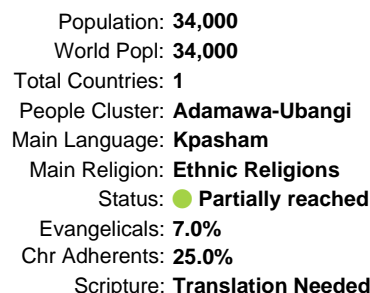 Population: 34,000
World Popl: 34,000
Total Countries: 1
People Cluster: Adamawa-Ubangi
Main Language: Kpasham
Main Religion: Ethnic Religions
Status: Partially reached
Evangelicals: 7.0%
Chr Adherents: 25.0%
Scripture: Translation Needed